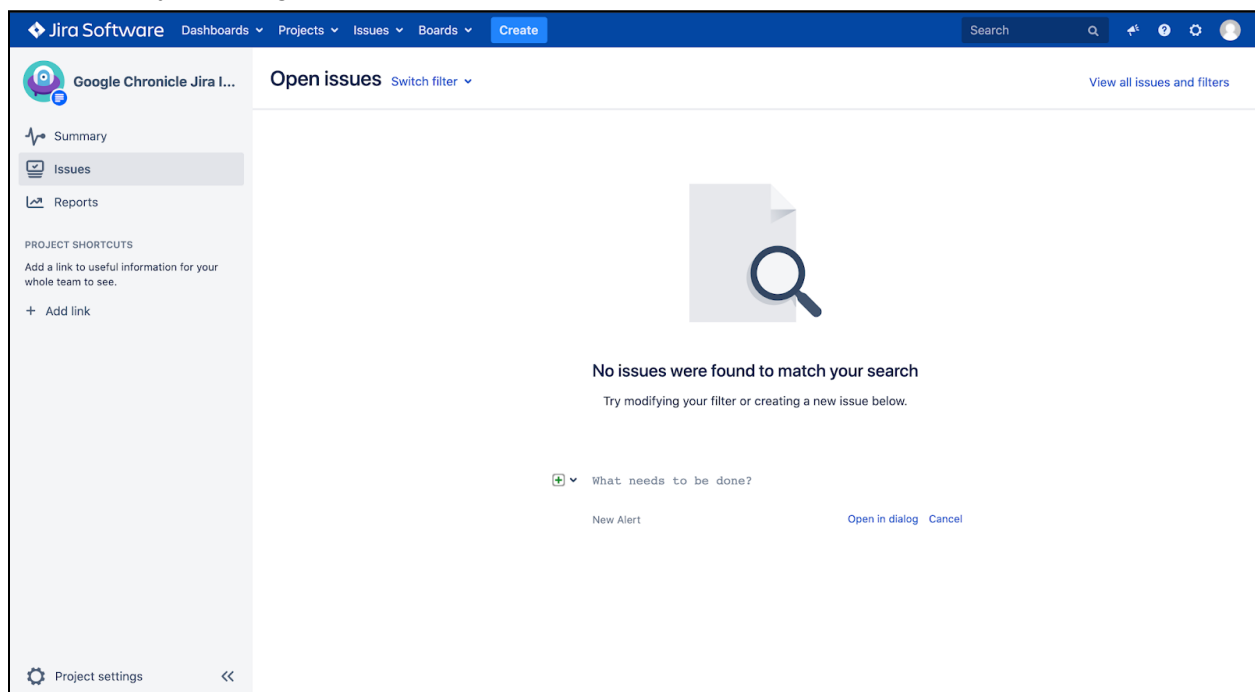 Jira Software Dashboards Projects Issues Boards Create Search
Google Chronicle Jira I...
Open issues Switch filter
View all issues and filters
Summary
Issues
Reports
PROJECT SHORTCUTS
Add a link to useful information for your
whole team to see.
+ Add link
No issues were found to match your search
Try modifying your filter or creating a new issue below.
What needs to be done?
New Alert Open in dialog Cancel
Project settings